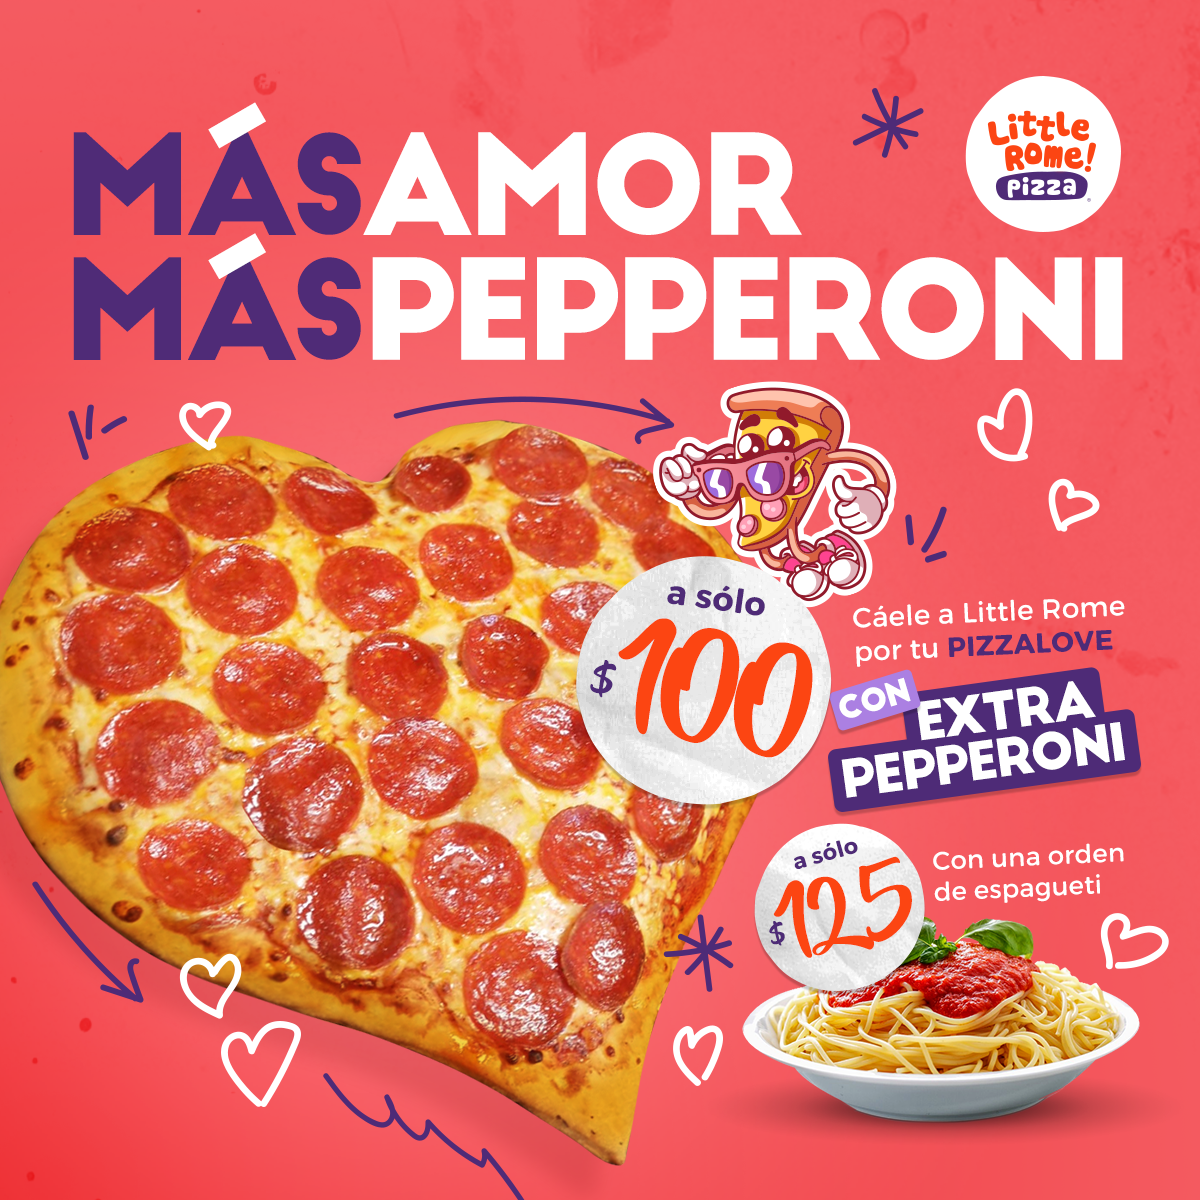 MÁSAMOR
MÁSPEPPERONI
Little
Rome!
Pizza
a sólo
$100
Cáele a Little Rome
por tu PIZZALOVE
CON EXTRA
PEPPERONI
a sólo
$125
Con una orden
de espagueti